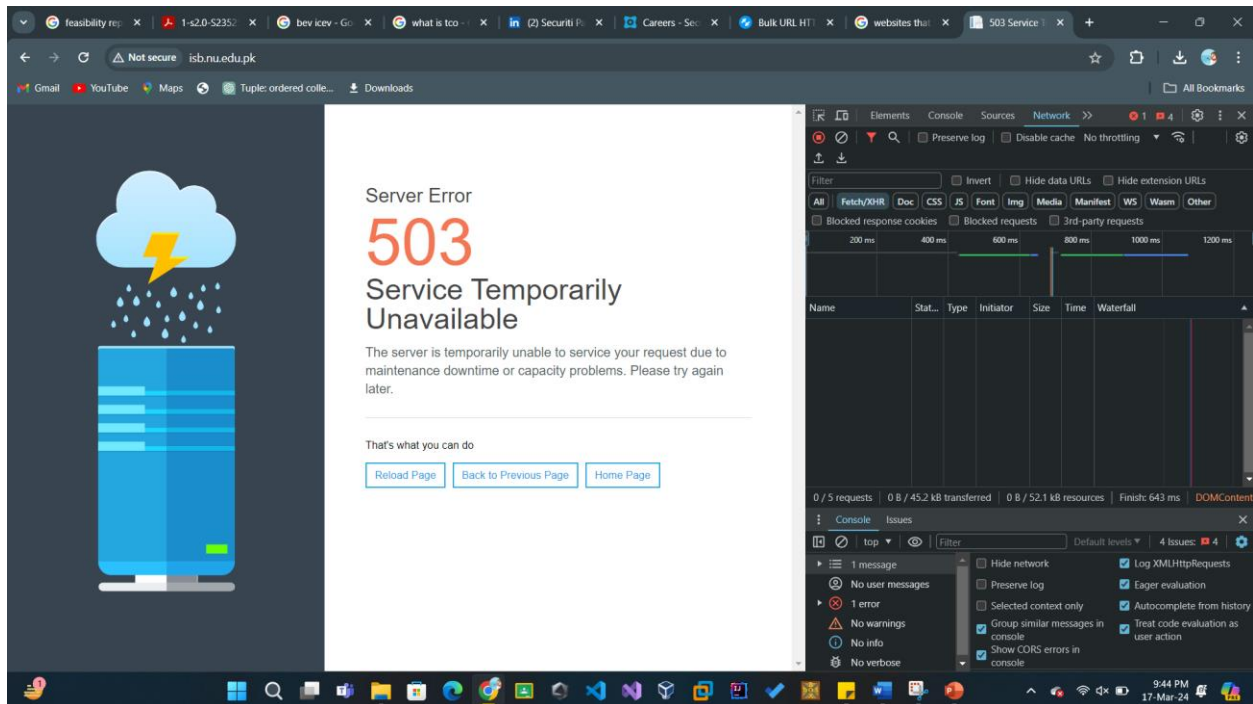 feasibility rep
1-s2.0-S2352
bev icev - Go
what is tco - (
(2) Securiti Pa
Careers - Sec
Bulk URL HTT
websites that
503 Service T
Not secure isb.nu.edu.pk
Gmail YouTube Maps Tuple: ordered colle... Downloads All Bookmarks
Server Error
503
Service Temporarily
Unavailable
The server is temporarily unable to service your request due to
maintenance downtime or capacity problems. Please try again
later.
That's what you can do
Reload Page Back to Previous Page Home Page
Elements Console Sources Network 1 4
Preserve log Disable cache No throttling
Filter Invert Hide data URLs Hide extension URLs
All Fetch/XHR Doc CSS JS Font Img Media Manifest WS Wasm Other
Blocked response cookies Blocked requests 3rd-party requests
200 ms 400 ms 600 ms 800 ms 1000 ms 1200 ms
Name Stat... Type Initiator Size Time Waterfall
0 / 5 requests 0 B / 45.2 kB transferred 0 B / 52.1 kB resources Finish: 643 ms DOMContent
Console Issues
top Filter Default levels 4 Issues: 4
1 message
No user messages
1 error
No warnings
No info
No verbose
Hide network
Preserve log
Selected context only
Group similar messages in
console
Show CORS errors in
console
Log XMLHttpRequests
Eager evaluation
Autocomplete from history
Treat code evaluation as
user action
1
9:44 PM
17-Mar-24